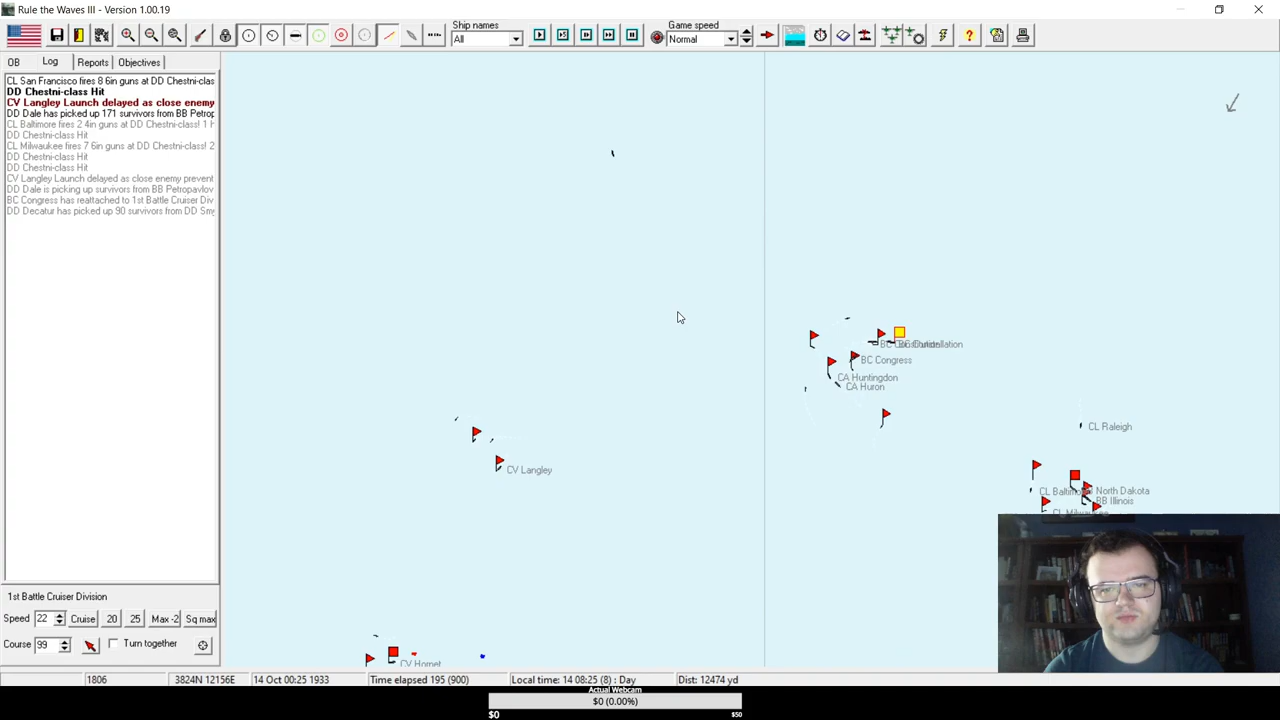 Rule the Waves III - Version 1.00.19
Ship names
All
Game speed
Normal
OB Log Reports Objectives
CL San Francisco fires 8 6in guns at DD Chestni-clas
DD Chestni-class Hit
CV Langley Launch delayed as close enemy
DD Dale has picked up 171 survivors from BB Petrop
CL Baltimore fires 2 4in guns at DD Chestni-class! 1 h
DD Chestni-class Hit
CL Milwaukee fires 7 6in guns at DD Chestni-class! 2
DD Chestni-class Hit
DD Chestni-class Hit
CV Langley Launch delayed as close enemy prevent
DD Dale is picking up survivors from BB Petropavlov
BC Congress has reattached to 1st Battle Cruiser Div
DD Decatur has picked up 90 survivors from DD Sm
BC Congress
CA Huntingdon
CA Huron
CL Raleigh
CV Langley
CL Baltimo
North Dakota
BB Illinois
CL Milwaukee
CV Hornet
1st Battle Cruiser Division
Speed 22 Cruise 20 25 Max -2 Sq max
Course 99 Turn together
1806 3824N 12156E 14 Oct 00:25 1933 Time elapsed 195 (900) Local time: 14 08:25 (8) : Day Dist: 12474 yd
Actual Webcam
$0 (0.00%)
$0 $50